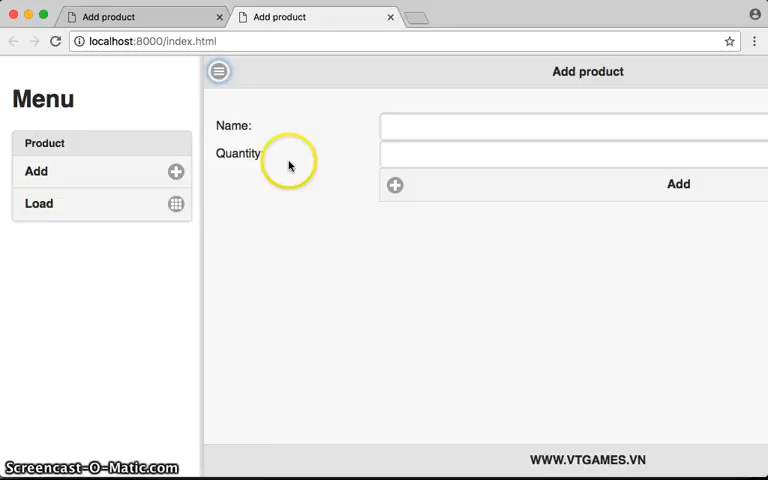 Add product
Add product
localhost:8000/index.html
Menu
Product
Add
Load
Add product
Name:
Quantity:
Add
WWW.VTGAMES.VN
Screencast-O-Matic.com